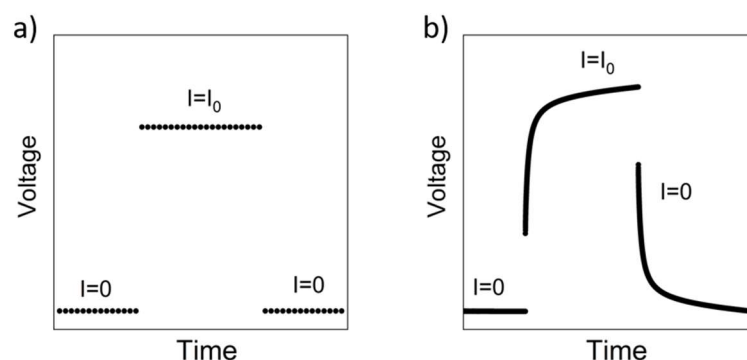 a)
I=I₀
I=0
I=0
Voltage
Time
b)
I=I₀
I=0
I=0
Voltage
Time